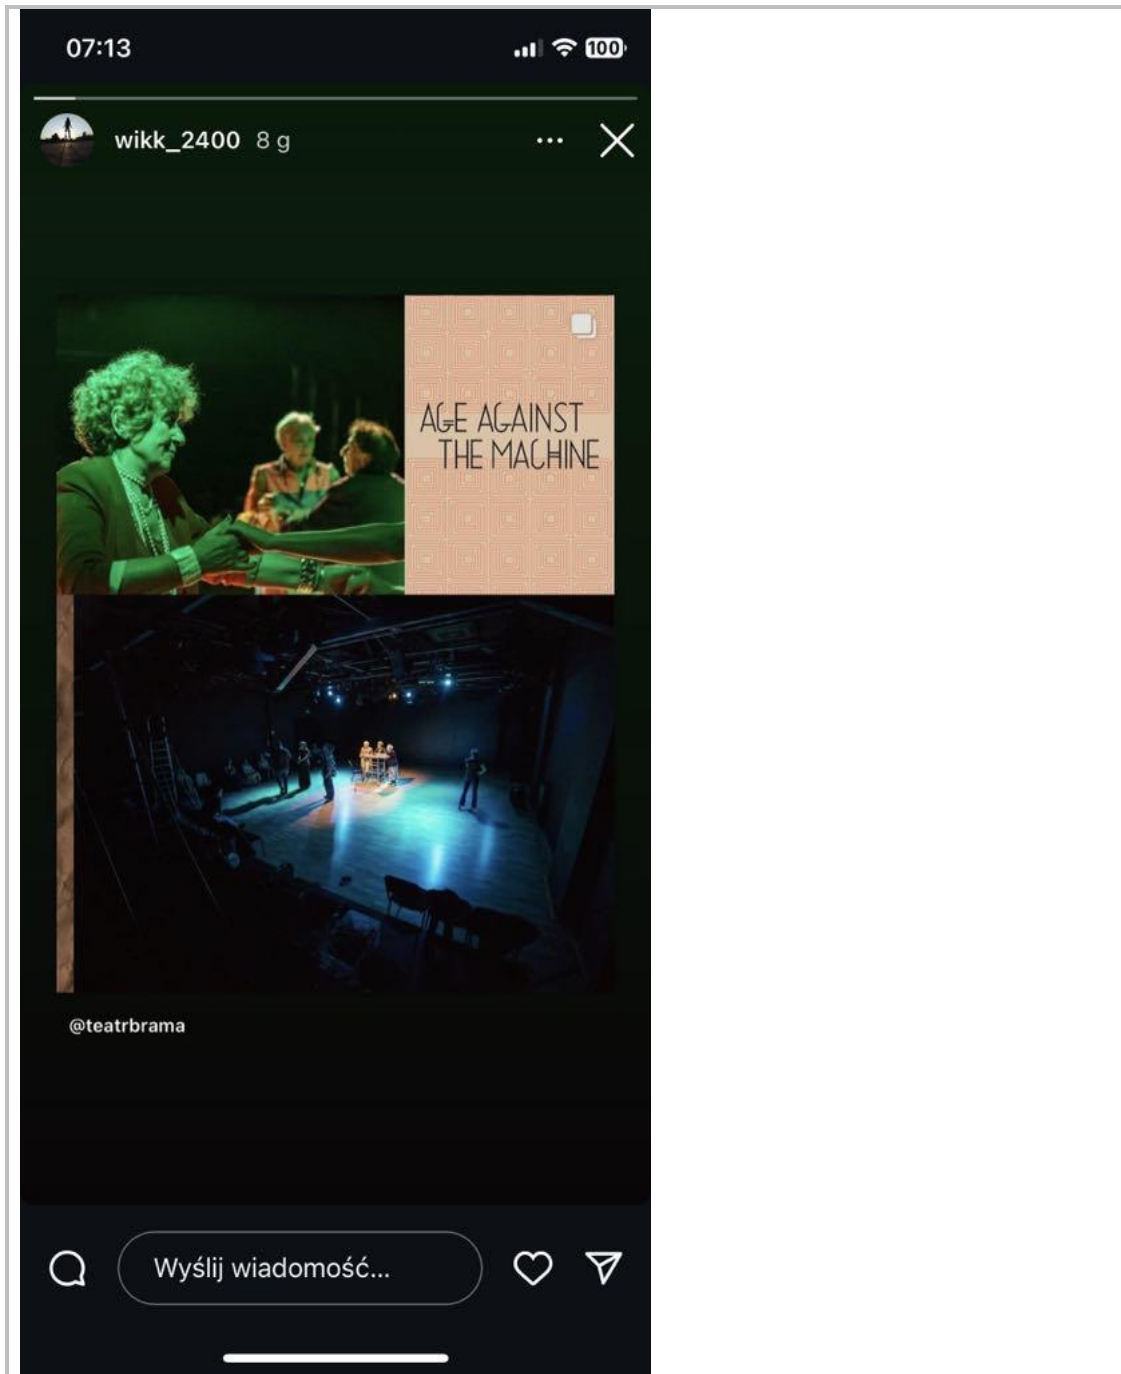 07:13
100
wikk_2400 8 g
AGE AGAINST
THE MACHINE
@teatrbrama
Wyślij wiadomość...